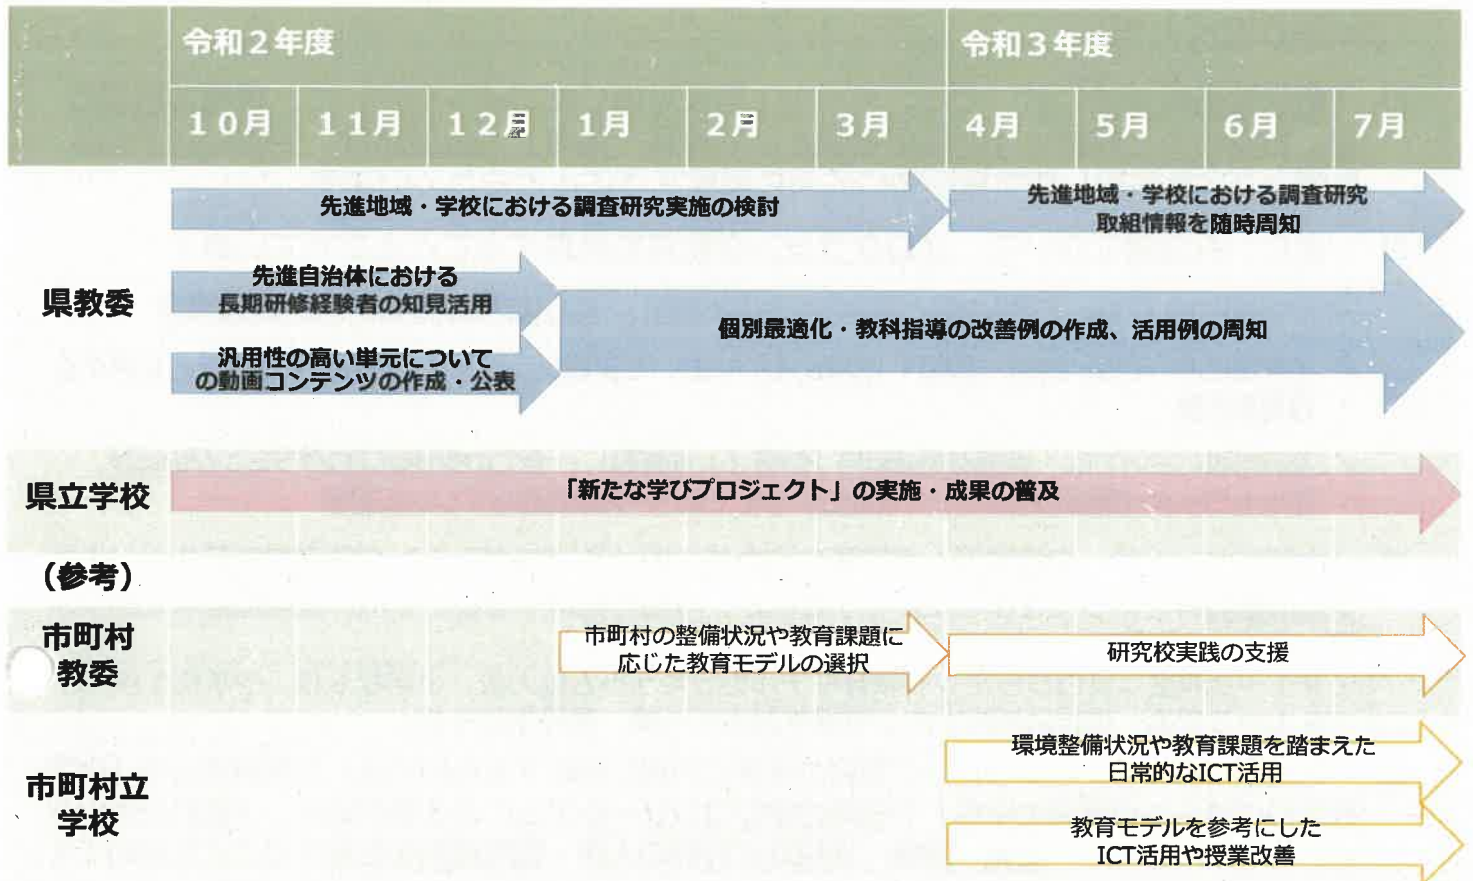 令和２年度
令和３年度
１０月 １１月 １２月 １月 ２月 ３月 ４月 ５月 ６月 ７月
県教委
先進地域・学校における調査研究実施の検討
先進地域・学校における調査研究
取組情報を随時周知
先進自治体における
長期研修経験者の知見活用
汎用性の高い単元について
の動画コンテンツの作成・公表
個別最適化・教科指導の改善例の作成、活用例の周知
県立学校
「新たな学びプロジェクト」の実施・成果の普及
（参考）
市町村
教委
市町村の整備状況や教育課題に
応じた教育モデルの選択
研究校実践の支援
市町村立
学校
環境整備状況や教育課題を踏まえた
日常的なICT活用
教育モデルを参考にした
ICT活用や授業改善